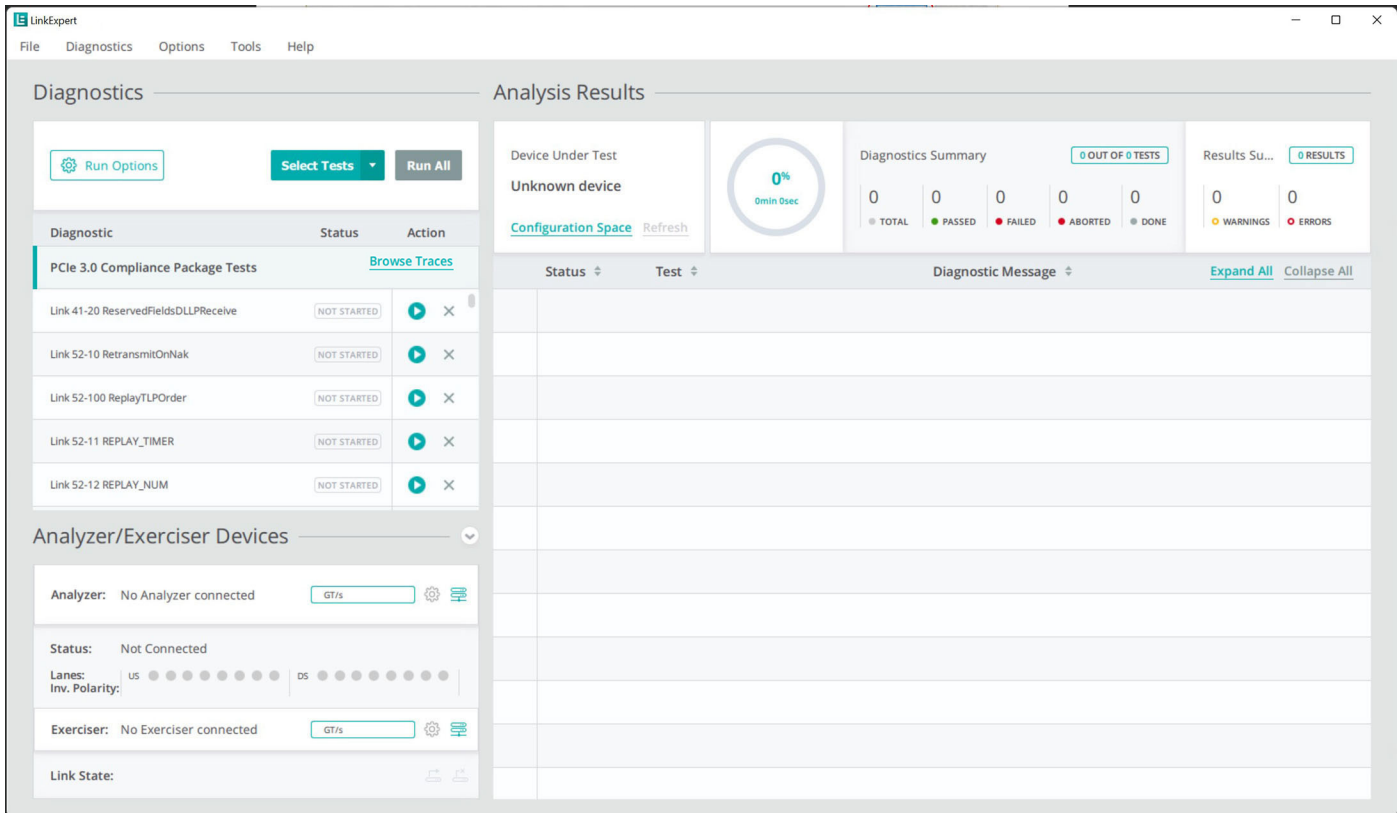 LinkExpert
File Diagnostics Options Tools Help
Diagnostics
Run Options
Select Tests
Run All
Diagnostic Status Action
PCIe 3.0 Compliance Package Tests Browse Traces
Link 41-20 ReservedFieldsDLLPReceive NOT STARTED
Link 52-10 RetransmitOnNak NOT STARTED
Link 52-100 ReplayTLPOrder NOT STARTED
Link 52-11 REPLAY_TIMER NOT STARTED
Link 52-12 REPLAY_NUM NOT STARTED
Analyzer/Exerciser Devices
Analyzer: No Analyzer connected GT/s
Status: Not Connected
Lanes: US DS
Inv. Polarity:
Exerciser: No Exerciser connected GT/s
Link State:
Analysis Results
Device Under Test
Unknown device
Configuration Space Refresh
0%
0min 0sec
Diagnostics Summary 0 OUT OF 0 TESTS
0 0 0 0 0
TOTAL PASSED FAILED ABORTED DONE
Results Su... 0 RESULTS
0 0
WARNINGS ERRORS
Status Test Diagnostic Message Expand All Collapse All